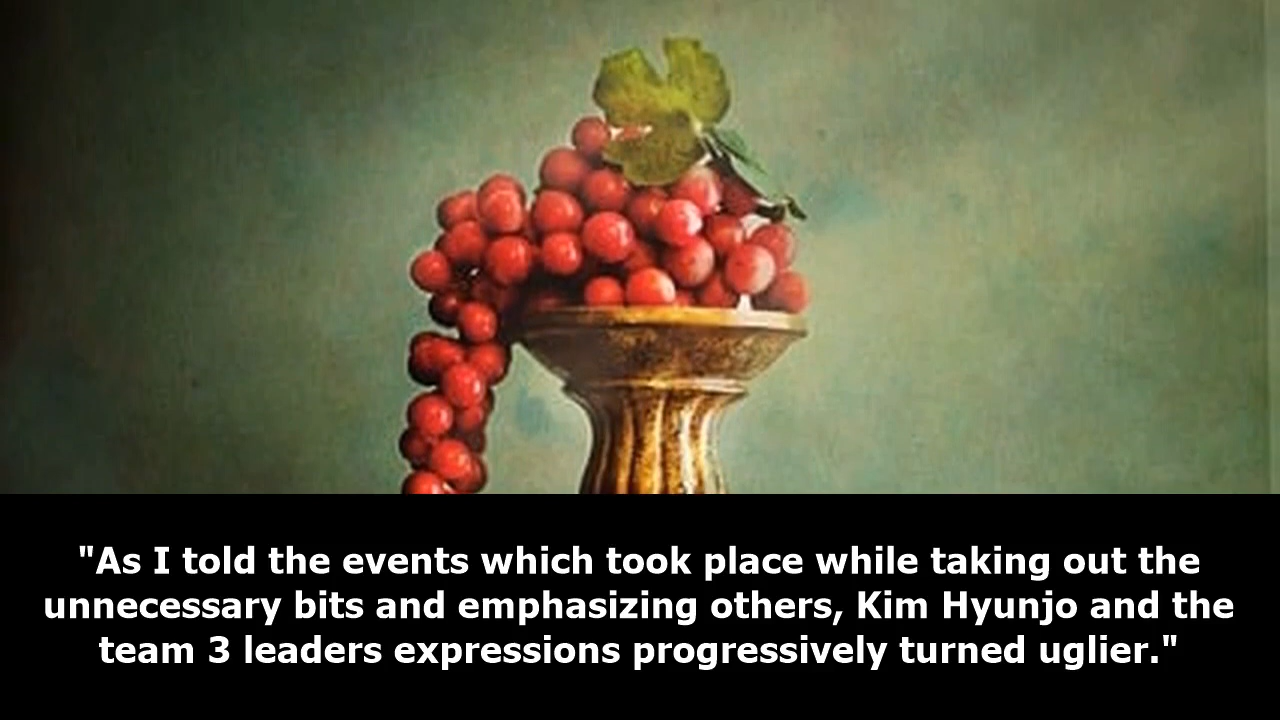 "As I told the events which took place while taking out the
unnecessary bits and emphasizing others, Kim Hyunjo and the
team 3 leaders expressions progressively turned uglier."